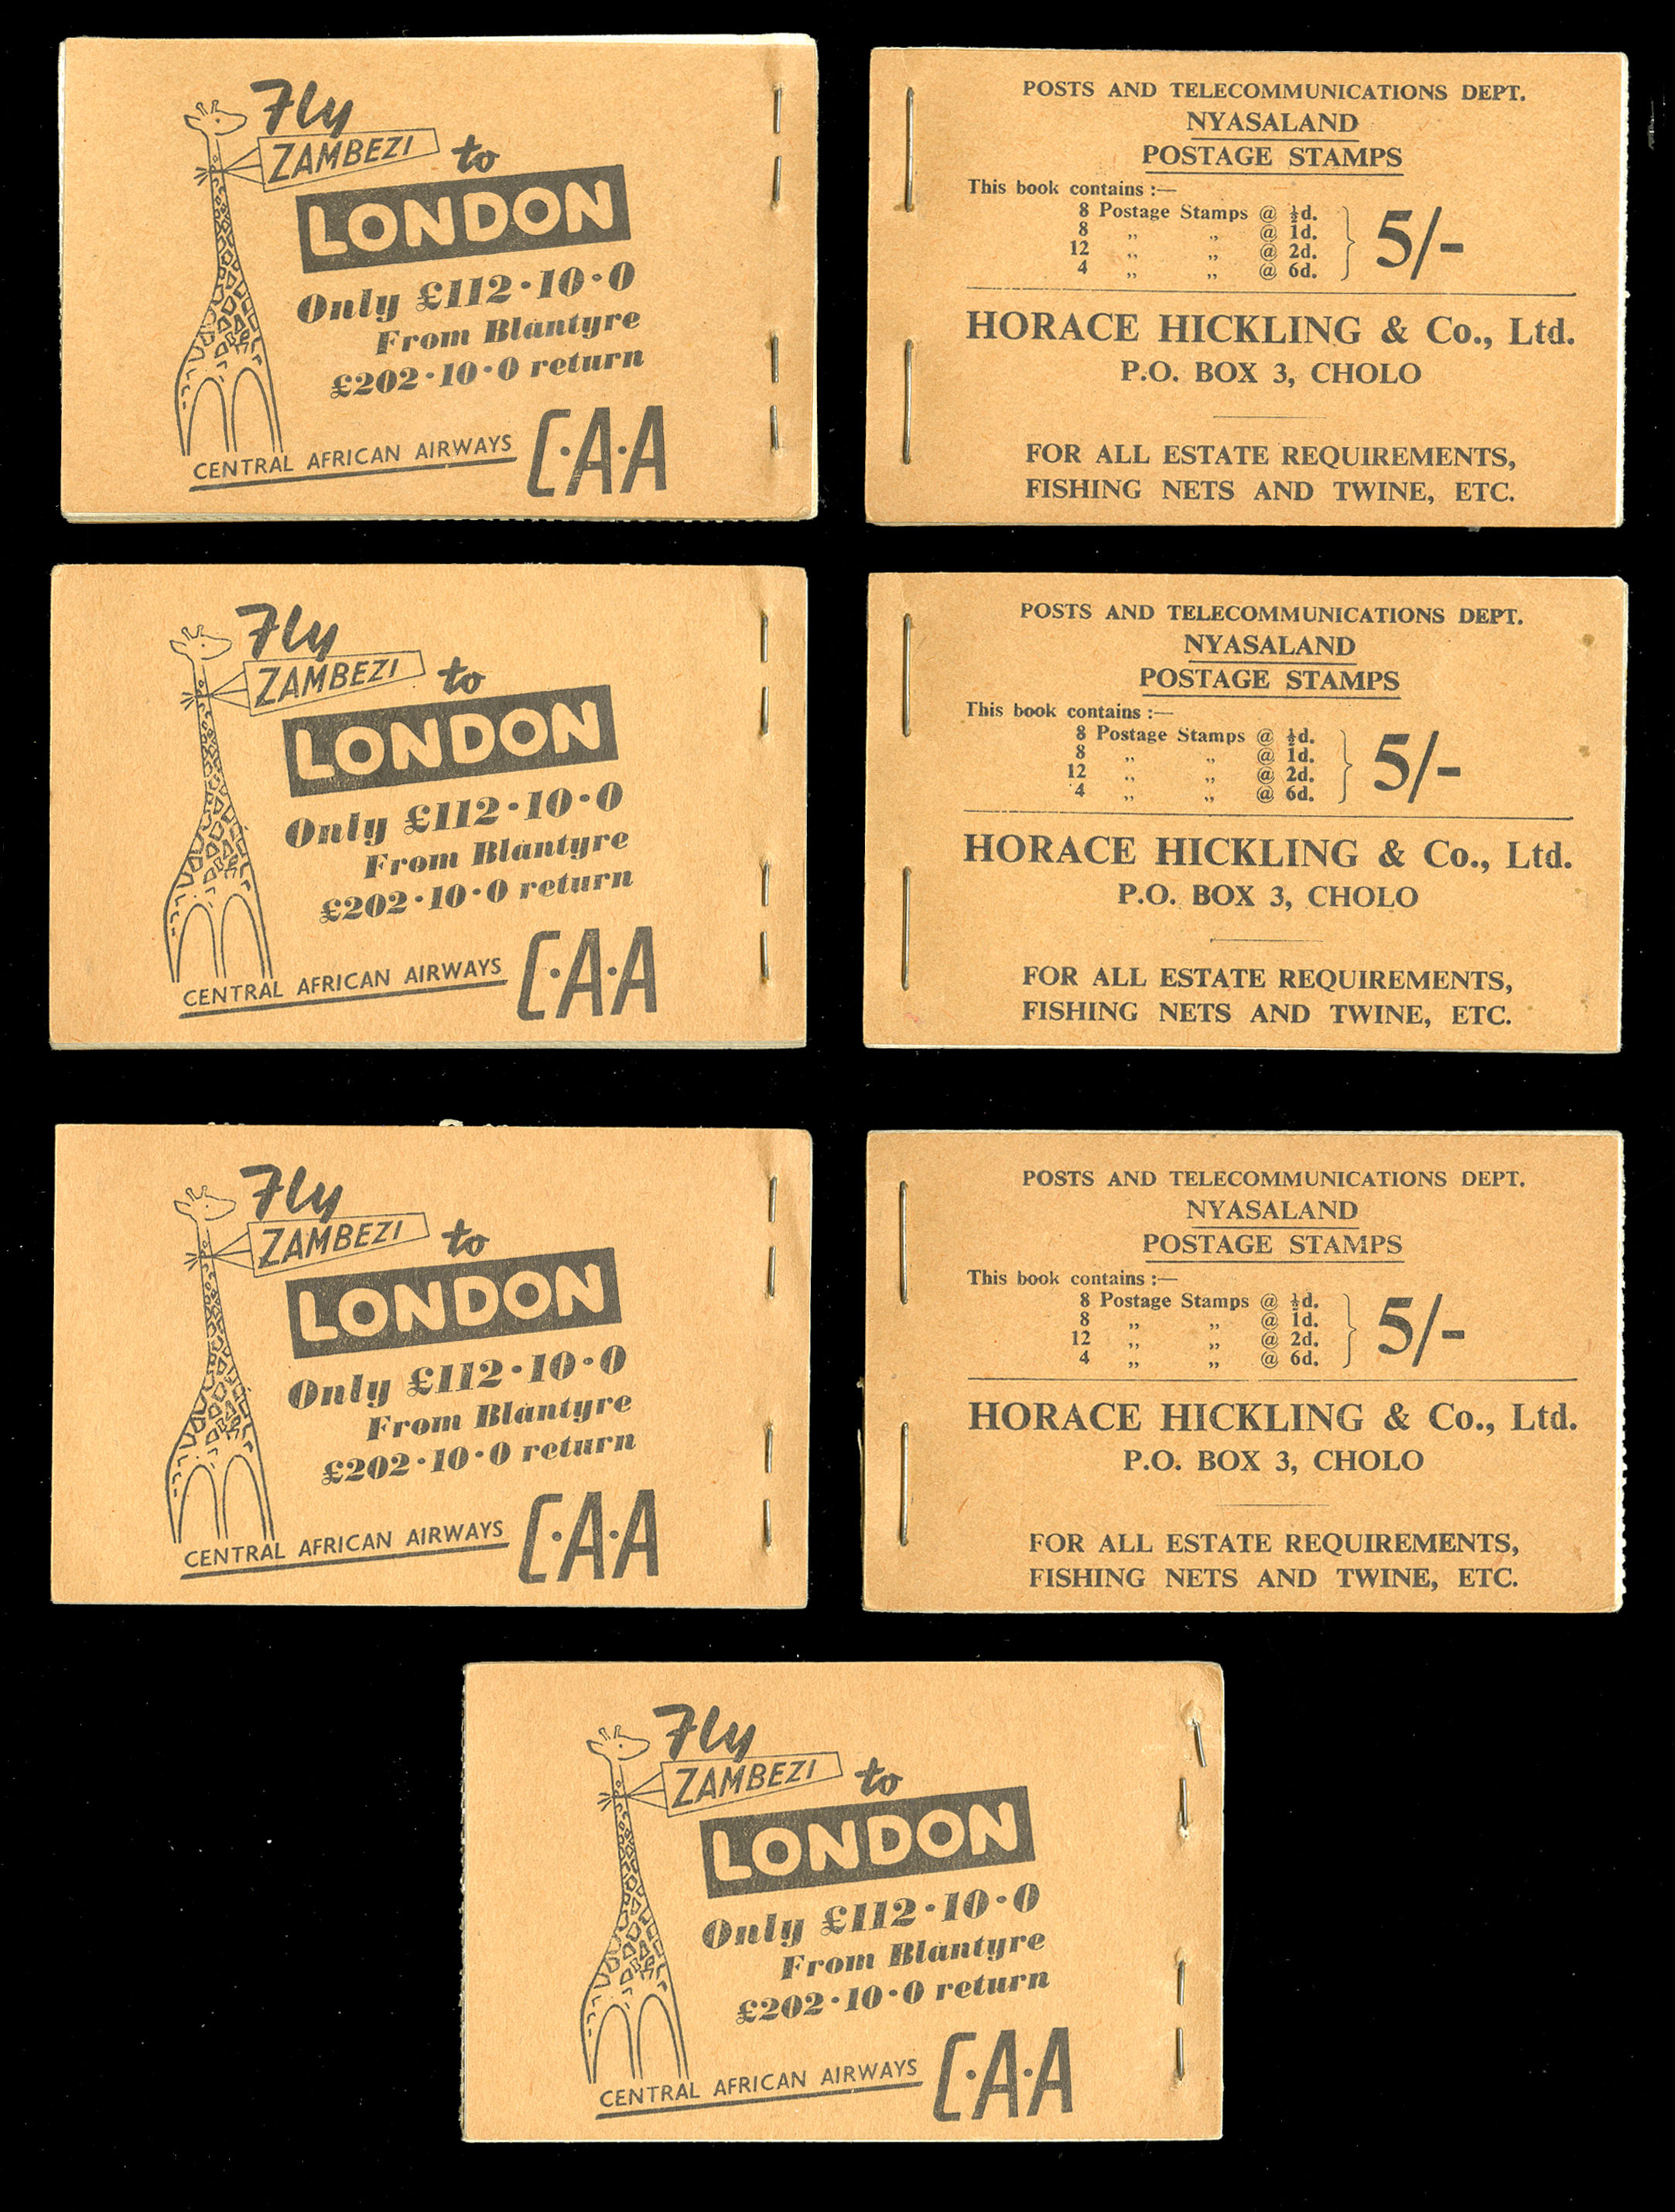 Fly
ZAMBEZI to
LONDON
Only £112·10·0
From Blantyre
£202·10·0 return
CENTRAL AFRICAN AIRWAYS C·A·A
POSTS AND TELECOMMUNICATIONS DEPT.
NYASALAND
POSTAGE STAMPS
This book contains :—
8 Postage Stamps @ ½d.
8 ,, ,, @ 1d.
12 ,, ,, @ 2d.
4 ,, ,, @ 6d.
5/-
HORACE HICKLING & Co., Ltd.
P.O. BOX 3, CHOLO
FOR ALL ESTATE REQUIREMENTS,
FISHING NETS AND TWINE, ETC.
Fly
ZAMBEZI to
LONDON
Only £112·10·0
From Blantyre
£202·10·0 return
CENTRAL AFRICAN AIRWAYS C·A·A
POSTS AND TELECOMMUNICATIONS DEPT.
NYASALAND
POSTAGE STAMPS
This book contains :—
8 Postage Stamps @ ½d.
8 ,, ,, @ 1d.
12 ,, ,, @ 2d.
4 ,, ,, @ 6d.
5/-
HORACE HICKLING & Co., Ltd.
P.O. BOX 3, CHOLO
FOR ALL ESTATE REQUIREMENTS,
FISHING NETS AND TWINE, ETC.
Fly
ZAMBEZI to
LONDON
Only £112·10·0
From Blantyre
£202·10·0 return
CENTRAL AFRICAN AIRWAYS C·A·A
POSTS AND TELECOMMUNICATIONS DEPT.
NYASALAND
POSTAGE STAMPS
This book contains :—
8 Postage Stamps @ ½d.
8 ,, ,, @ 1d.
12 ,, ,, @ 2d.
4 ,, ,, @ 6d.
5/-
HORACE HICKLING & Co., Ltd.
P.O. BOX 3, CHOLO
FOR ALL ESTATE REQUIREMENTS,
FISHING NETS AND TWINE, ETC.
Fly
ZAMBEZI to
LONDON
Only £112·10·0
From Blantyre
£202·10·0 return
CENTRAL AFRICAN AIRWAYS C·A·A